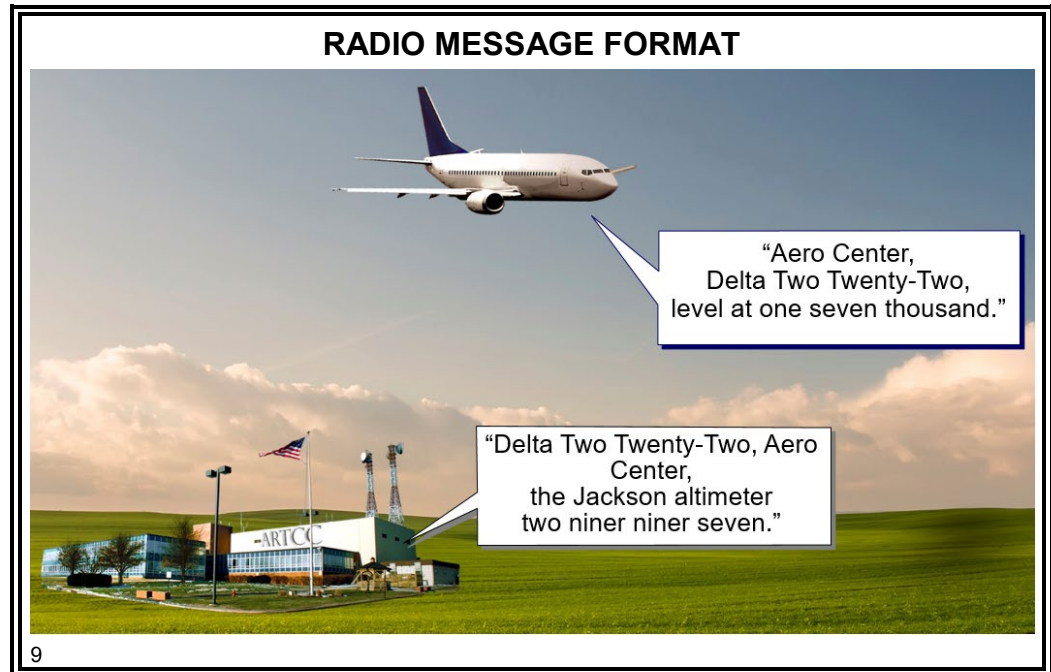 RADIO MESSAGE FORMAT
“Aero Center,
Delta Two Twenty-Two,
level at one seven thousand.”
“Delta Two Twenty-Two, Aero
Center,
the Jackson altimeter
two niner niner seven.”
ARTCC
9